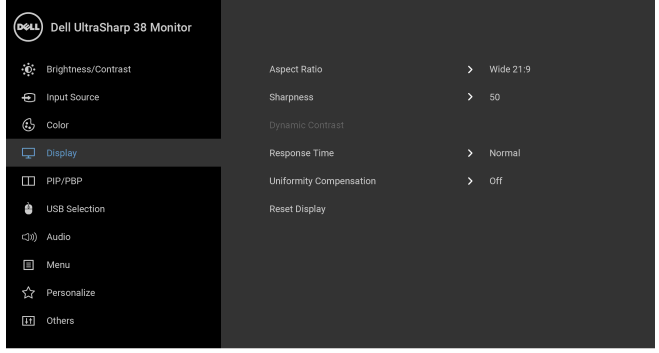 DELL Dell UltraSharp 38 Monitor
Brightness/Contrast
Input Source
Color
Display
PIP/PBP
USB Selection
Audio
Menu
Personalize
Others
Aspect Ratio > Wide 21:9
Sharpness > 50
Dynamic Contrast
Response Time > Normal
Uniformity Compensation > Off
Reset Display